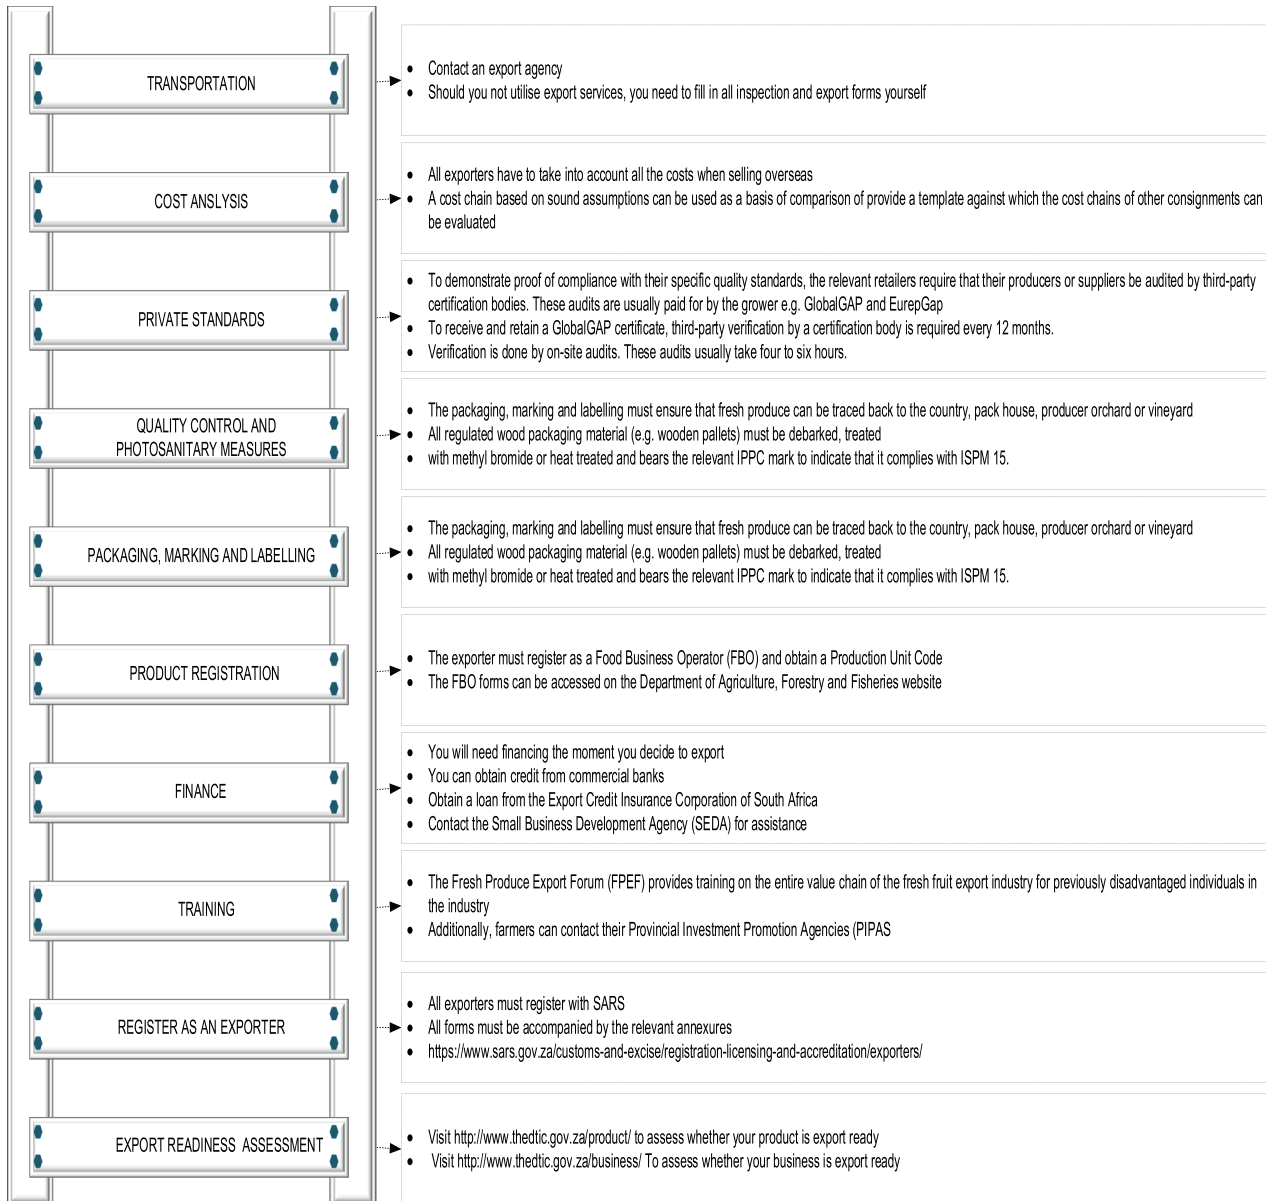 TRANSPORTATION
• Contact an export agency
• Should you not utilise export services, you need to fill in all inspection and export forms yourself
COST ANSLYSIS
• All exporters have to take into account all the costs when selling overseas
• A cost chain based on sound assumptions can be used as a basis of comparison of provide a template against which the cost chains of other consignments can
be evaluated
PRIVATE STANDARDS
• To demonstrate proof of compliance with their specific quality standards, the relevant retailers require that their producers or suppliers be audited by third-party
certification bodies. These audits are usually paid for by the grower e.g. GlobalGAP and EurepGap
• To receive and retain a GlobalGAP certificate, third-party verification by a certification body is required every 12 months.
• Verification is done by on-site audits. These audits usually take four to six hours.
QUALITY CONTROL AND
PHOTOSANITARY MEASURES
• The packaging, marking and labelling must ensure that fresh produce can be traced back to the country, pack house, producer orchard or vineyard
• All regulated wood packaging material (e.g. wooden pallets) must be debarked, treated
• with methyl bromide or heat treated and bears the relevant IPPC mark to indicate that it complies with ISPM 15.
PACKAGING, MARKING AND LABELLING
• The packaging, marking and labelling must ensure that fresh produce can be traced back to the country, pack house, producer orchard or vineyard
• All regulated wood packaging material (e.g. wooden pallets) must be debarked, treated
• with methyl bromide or heat treated and bears the relevant IPPC mark to indicate that it complies with ISPM 15.
PRODUCT REGISTRATION
• The exporter must register as a Food Business Operator (FBO) and obtain a Production Unit Code
• The FBO forms can be accessed on the Department of Agriculture, Forestry and Fisheries website
FINANCE
• You will need financing the moment you decide to export
• You can obtain credit from commercial banks
• Obtain a loan from the Export Credit Insurance Corporation of South Africa
• Contact the Small Business Development Agency (SEDA) for assistance
TRAINING
• The Fresh Produce Export Forum (FPEF) provides training on the entire value chain of the fresh fruit export industry for previously disadvantaged individuals in
the industry
• Additionally, farmers can contact their Provincial Investment Promotion Agencies (PIPAS
REGISTER AS AN EXPORTER
• All exporters must register with SARS
• All forms must be accompanied by the relevant annexures
• https://www.sars.gov.za/customs-and-excise/registration-licensing-and-accreditation/exporters/
EXPORT READINESS ASSESSMENT
• Visit http://www.thedtic.gov.za/product/ to assess whether your product is export ready
• Visit http://www.thedtic.gov.za/business/ To assess whether your business is export ready